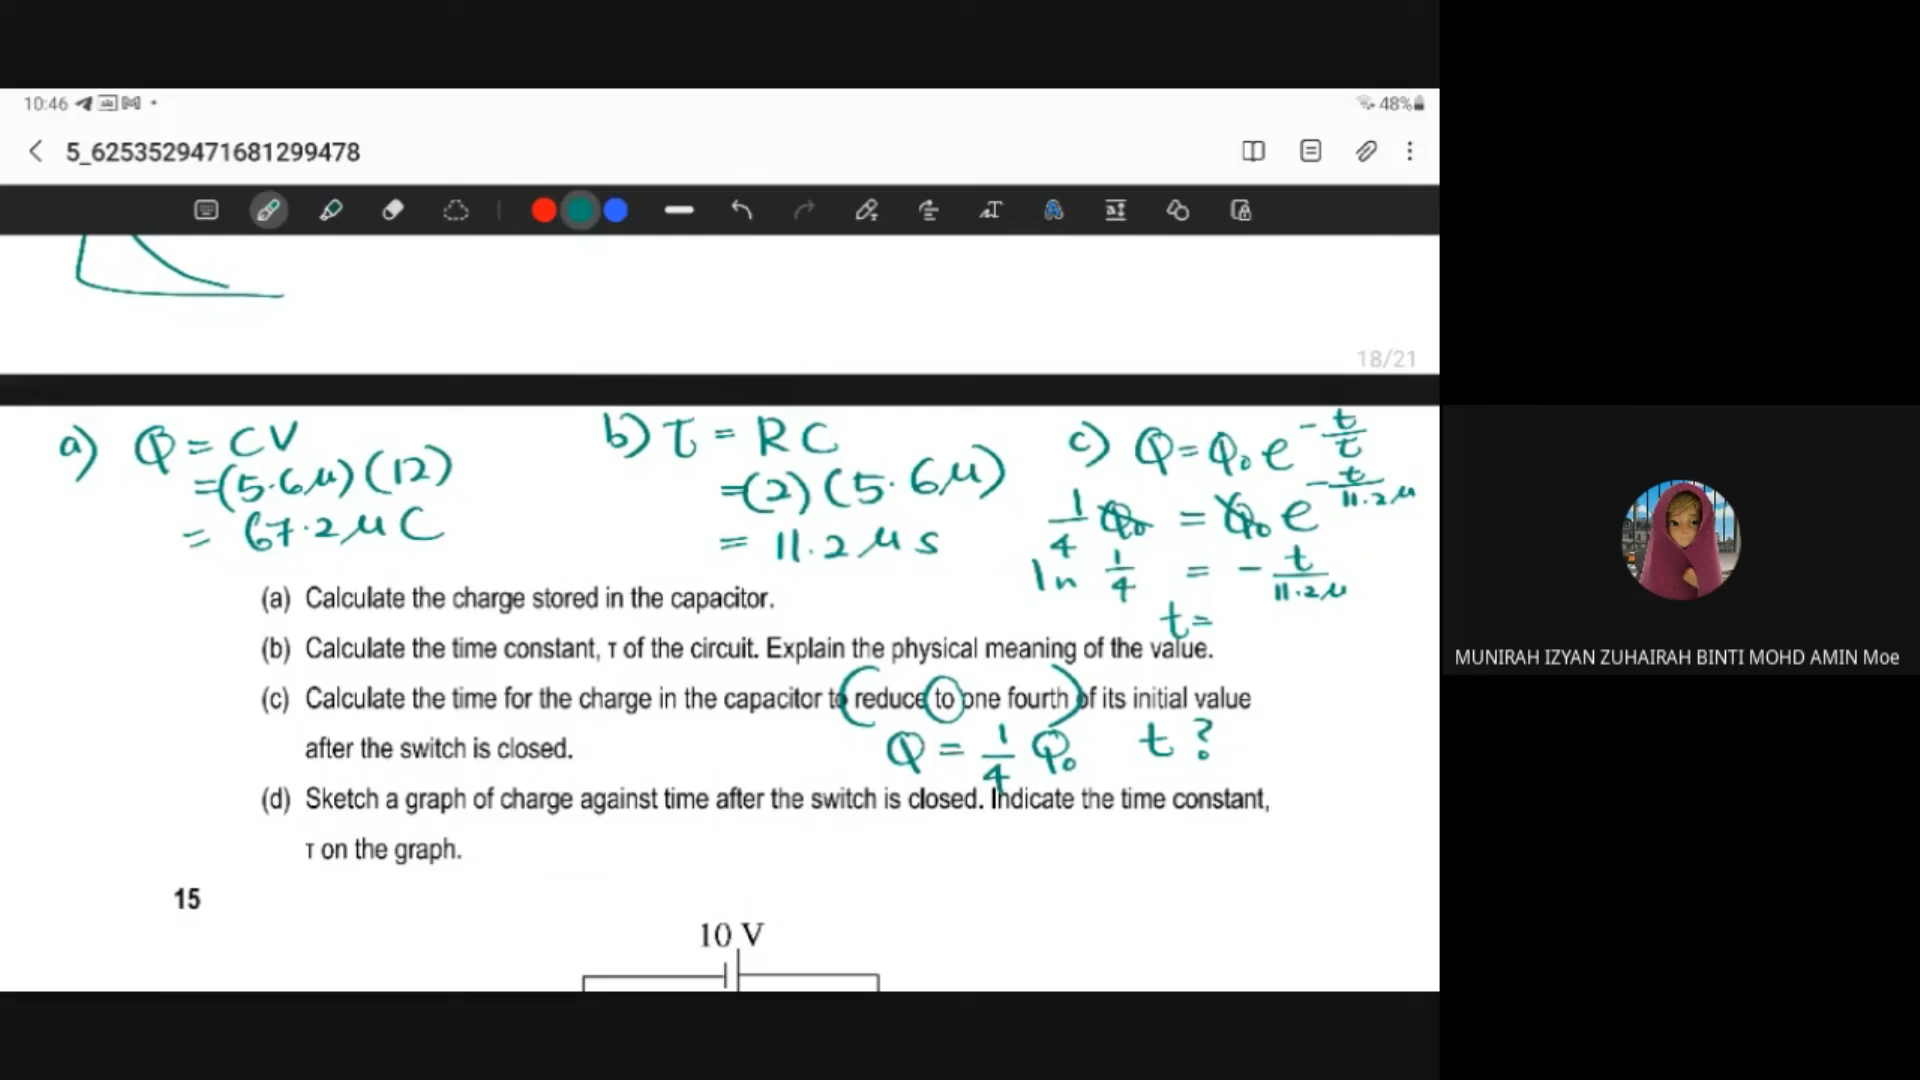 10:46
48%
5_6253529471681299478
18/21
a) Q = CV
=(5.6μ)(12)
= 67.2 μC
b) τ = RC
=(2)(5.6μ)
= 11.2 μs
c) Q = Q₀e^(-t/τ)
1/4 Q₀ = Q₀ e^(-t/11.2μ)
ln 1/4 = - t/11.2μ
t =
(a) Calculate the charge stored in the capacitor.
(b) Calculate the time constant, τ of the circuit. Explain the physical meaning of the value.
(c) Calculate the time for the charge in the capacitor to reduce to one fourth of its initial value
after the switch is closed.
Q = 1/4 Q₀ t?
(d) Sketch a graph of charge against time after the switch is closed. Indicate the time constant,
τ on the graph.
15
10 V
MUNIRAH IZYAN ZUHAIRAH BINTI MOHD AMIN Moe